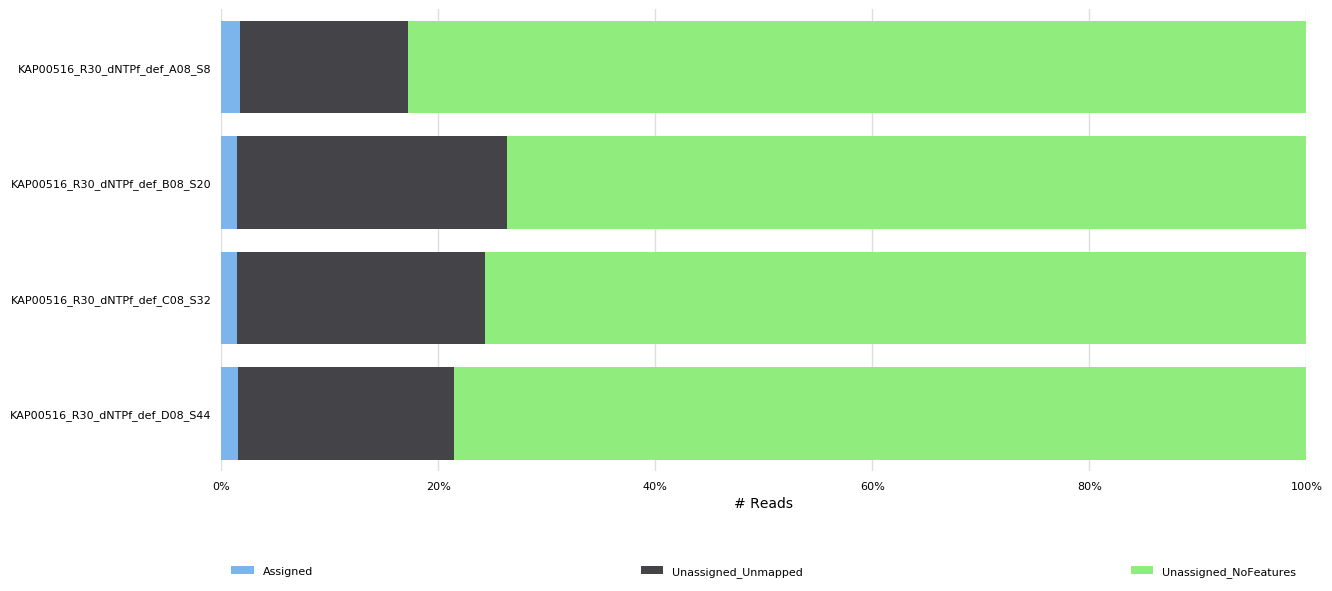 KAP00516_R30_dNTPf_def_A08_S8
KAP00516_R30_dNTPf_def_B08_S20
KAP00516_R30_dNTPf_def_C08_S32
KAP00516_R30_dNTPf_def_D08_S44
0% 20% 40% 60% 80% 100%
# Reads
Assigned Unassigned_Unmapped Unassigned_NoFeatures